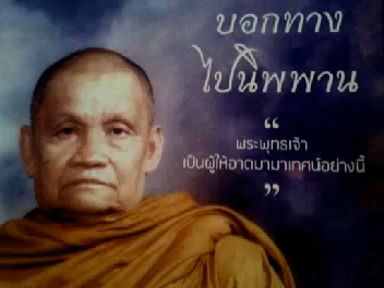 บอกทาง
ไปนิพพาน
“
พระพุทธเจ้า
เป็นผู้ให้อาตมามาเทศน์อย่างนี้
”